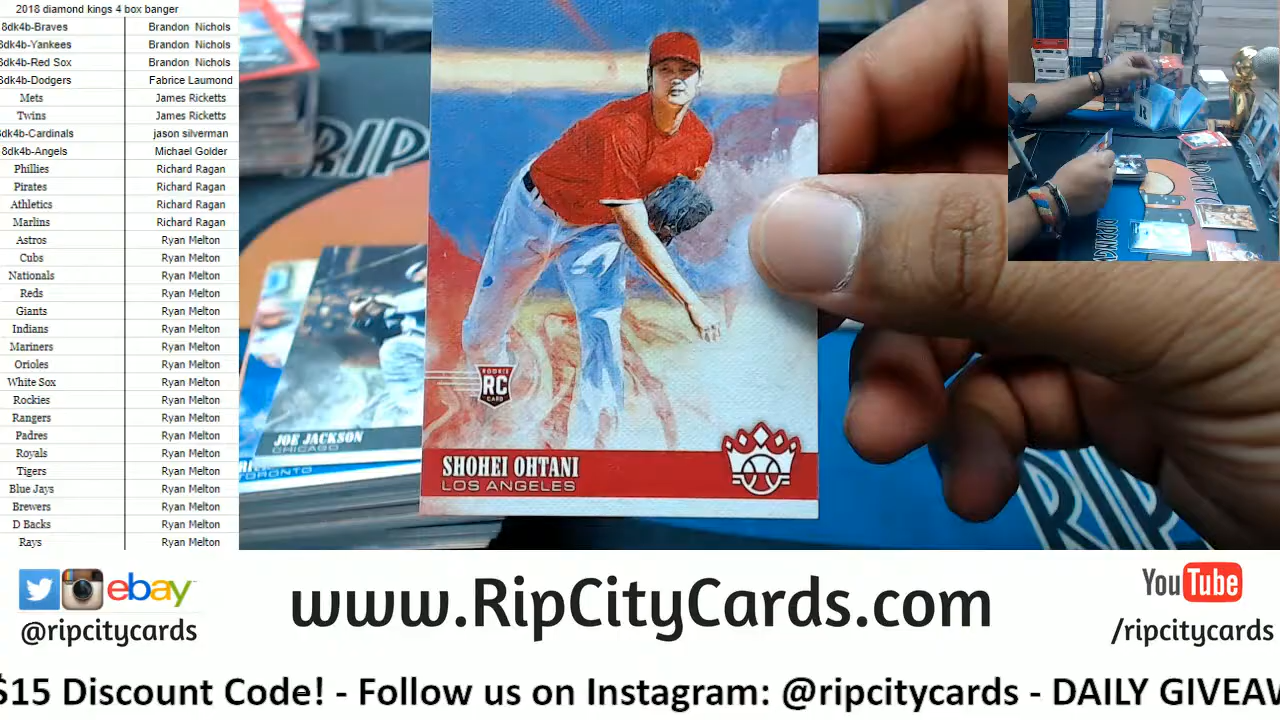 2018 diamond kings 4 box banger
8dk4b-Braves Brandon Nichols
8dk4b-Yankees Brandon Nichols
8dk4b-Red Sox Brandon Nichols
8dk4b-Dodgers Fabrice Laumond
Mets James Ricketts
Twins James Ricketts
8dk4b-Cardinals jason silverman
8dk4b-Angels Michael Golder
Phillies Richard Ragan
Pirates Richard Ragan
Athletics Richard Ragan
Marlins Richard Ragan
Astros Ryan Melton
Cubs Ryan Melton
Nationals Ryan Melton
Reds Ryan Melton
Giants Ryan Melton
Indians Ryan Melton
Mariners Ryan Melton
Orioles Ryan Melton
White Sox Ryan Melton
Rockies Ryan Melton
Rangers Ryan Melton
Padres Ryan Melton
Royals Ryan Melton
Tigers Ryan Melton
Blue Jays Ryan Melton
Brewers Ryan Melton
D Backs Ryan Melton
Rays Ryan Melton
RIP
JOE JACKSON
CHICAGO
TORONTO
ROOKIE
RC
CARD
SHOHEI OHTANI
LOS ANGELES
RIP
ebay
@ripcitycards
www.RipCityCards.com
YouTube
/ripcitycards
$15 Discount Code! - Follow us on Instagram: @ripcitycards - DAILY GIVEAW